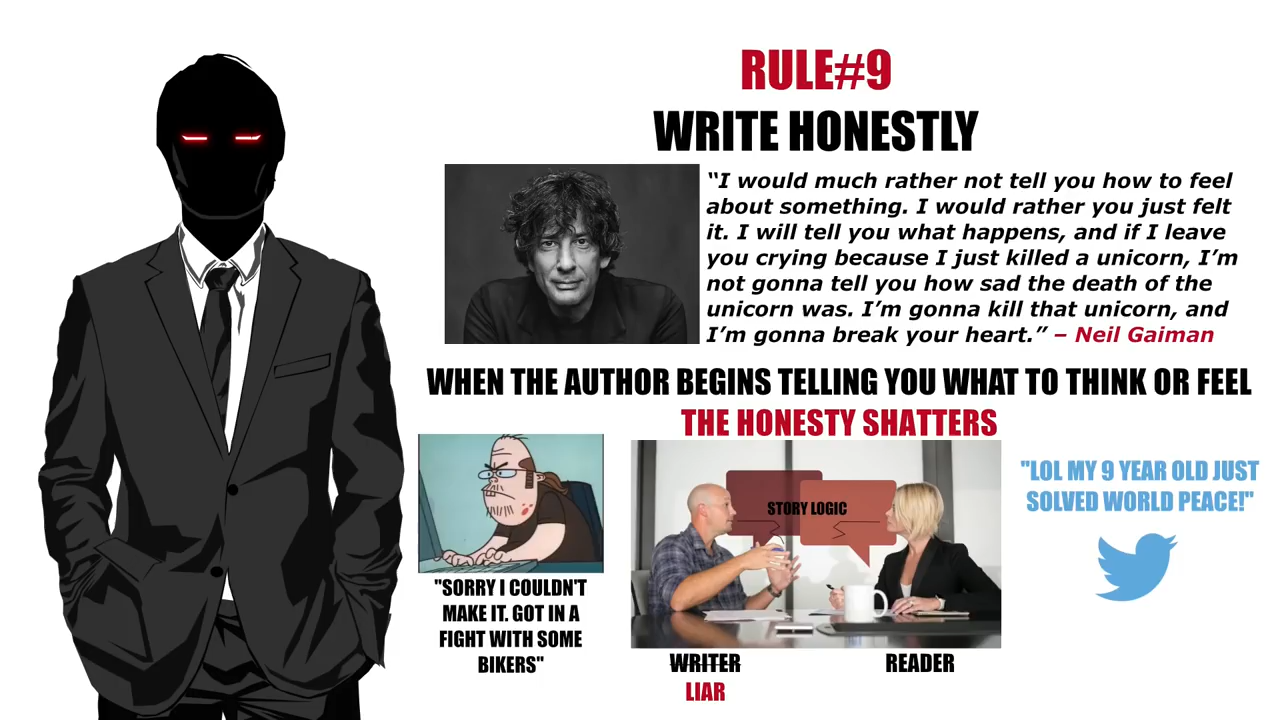 RULE#9
WRITE HONESTLY
“I would much rather not tell you how to feel
about something. I would rather you just felt
it. I will tell you what happens, and if I leave
you crying because I just killed a unicorn, I’m
not gonna tell you how sad the death of the
unicorn was. I’m gonna kill that unicorn, and
I’m gonna break your heart.” – Neil Gaiman
WHEN THE AUTHOR BEGINS TELLING YOU WHAT TO THINK OR FEEL
THE HONESTY SHATTERS
"SORRY I COULDN'T
MAKE IT. GOT IN A
FIGHT WITH SOME
BIKERS"
STORY LOGIC
WRITER
LIAR
READER
"LOL MY 9 YEAR OLD JUST
SOLVED WORLD PEACE!"